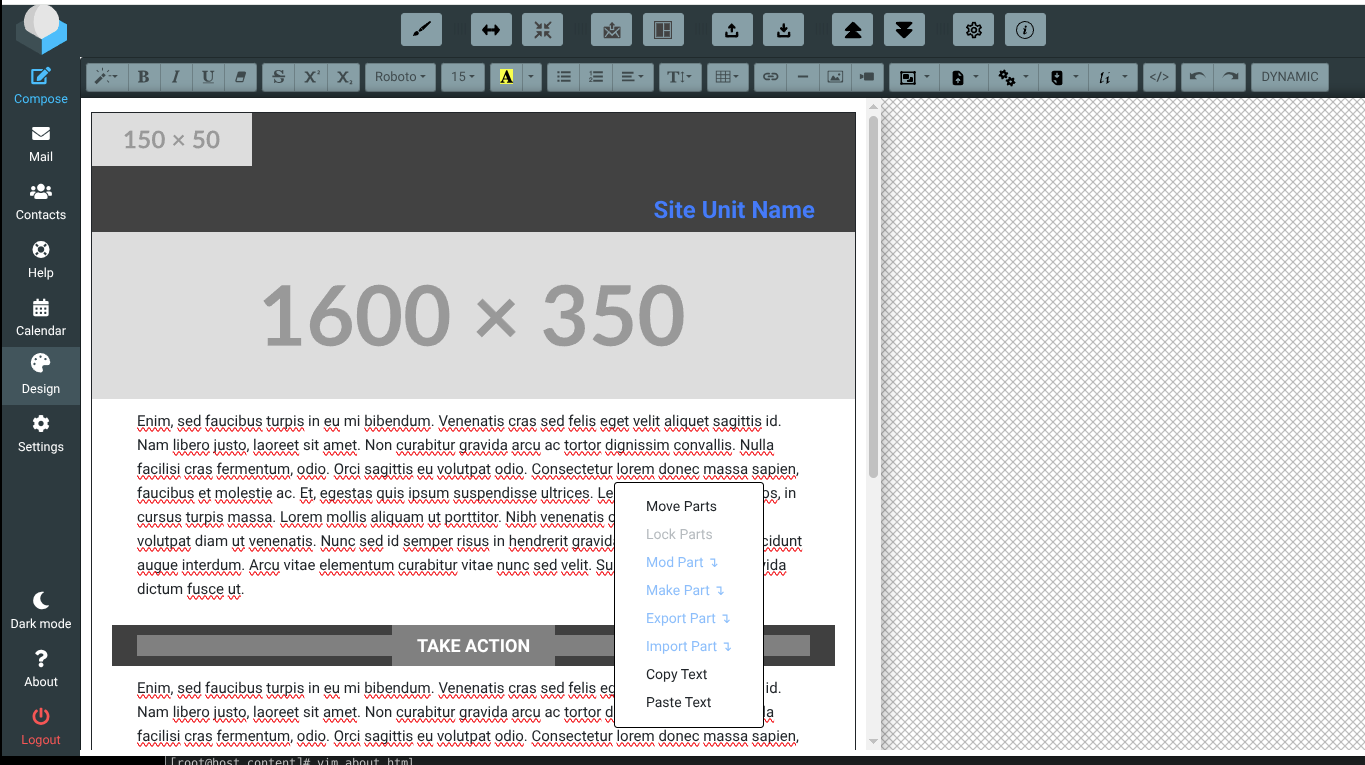 B I U S X² X, Roboto 15 A DYNAMIC
Compose
Mail
Contacts
Help
Calendar
Design
Settings
Dark mode
About
Logout
150 × 50
Site Unit Name
1600 × 350
Enim, sed faucibus turpis in eu mi bibendum. Venenatis cras sed felis eget velit aliquet sagittis id.
Nam libero justo, laoreet sit amet. Non curabitur gravida arcu ac tortor dignissim convallis. Nulla
facilisi cras fermentum, odio. Orci sagittis eu volutpat odio. Consectetur lorem donec massa sapien,
faucibus et molestie ac. Et, egestas quis ipsum suspendisse ultrices. Le os, in
cursus turpis massa. Lorem mollis aliquam ut porttitor. Nibh venenatis
volutpat diam ut venenatis. Nunc sed id semper risus in hendrerit gravid cidunt
augue interdum. Arcu vitae elementum curabitur vitae nunc sed velit. Su vida
dictum fusce ut.
Move Parts
Lock Parts
Mod Part ↴
Make Part ↴
Export Part ↴
Import Part ↴
Copy Text
Paste Text
TAKE ACTION
Enim, sed faucibus turpis in eu mi bibendum. Venenatis cras sed felis eg id.
Nam libero justo, laoreet sit amet. Non curabitur gravida arcu ac tortor d la
facilisi cras fermentum, odio. Orci sagittis eu volutpat odio. Consectetur lorem donec massa sapien,
[root@host content]# vim about.html